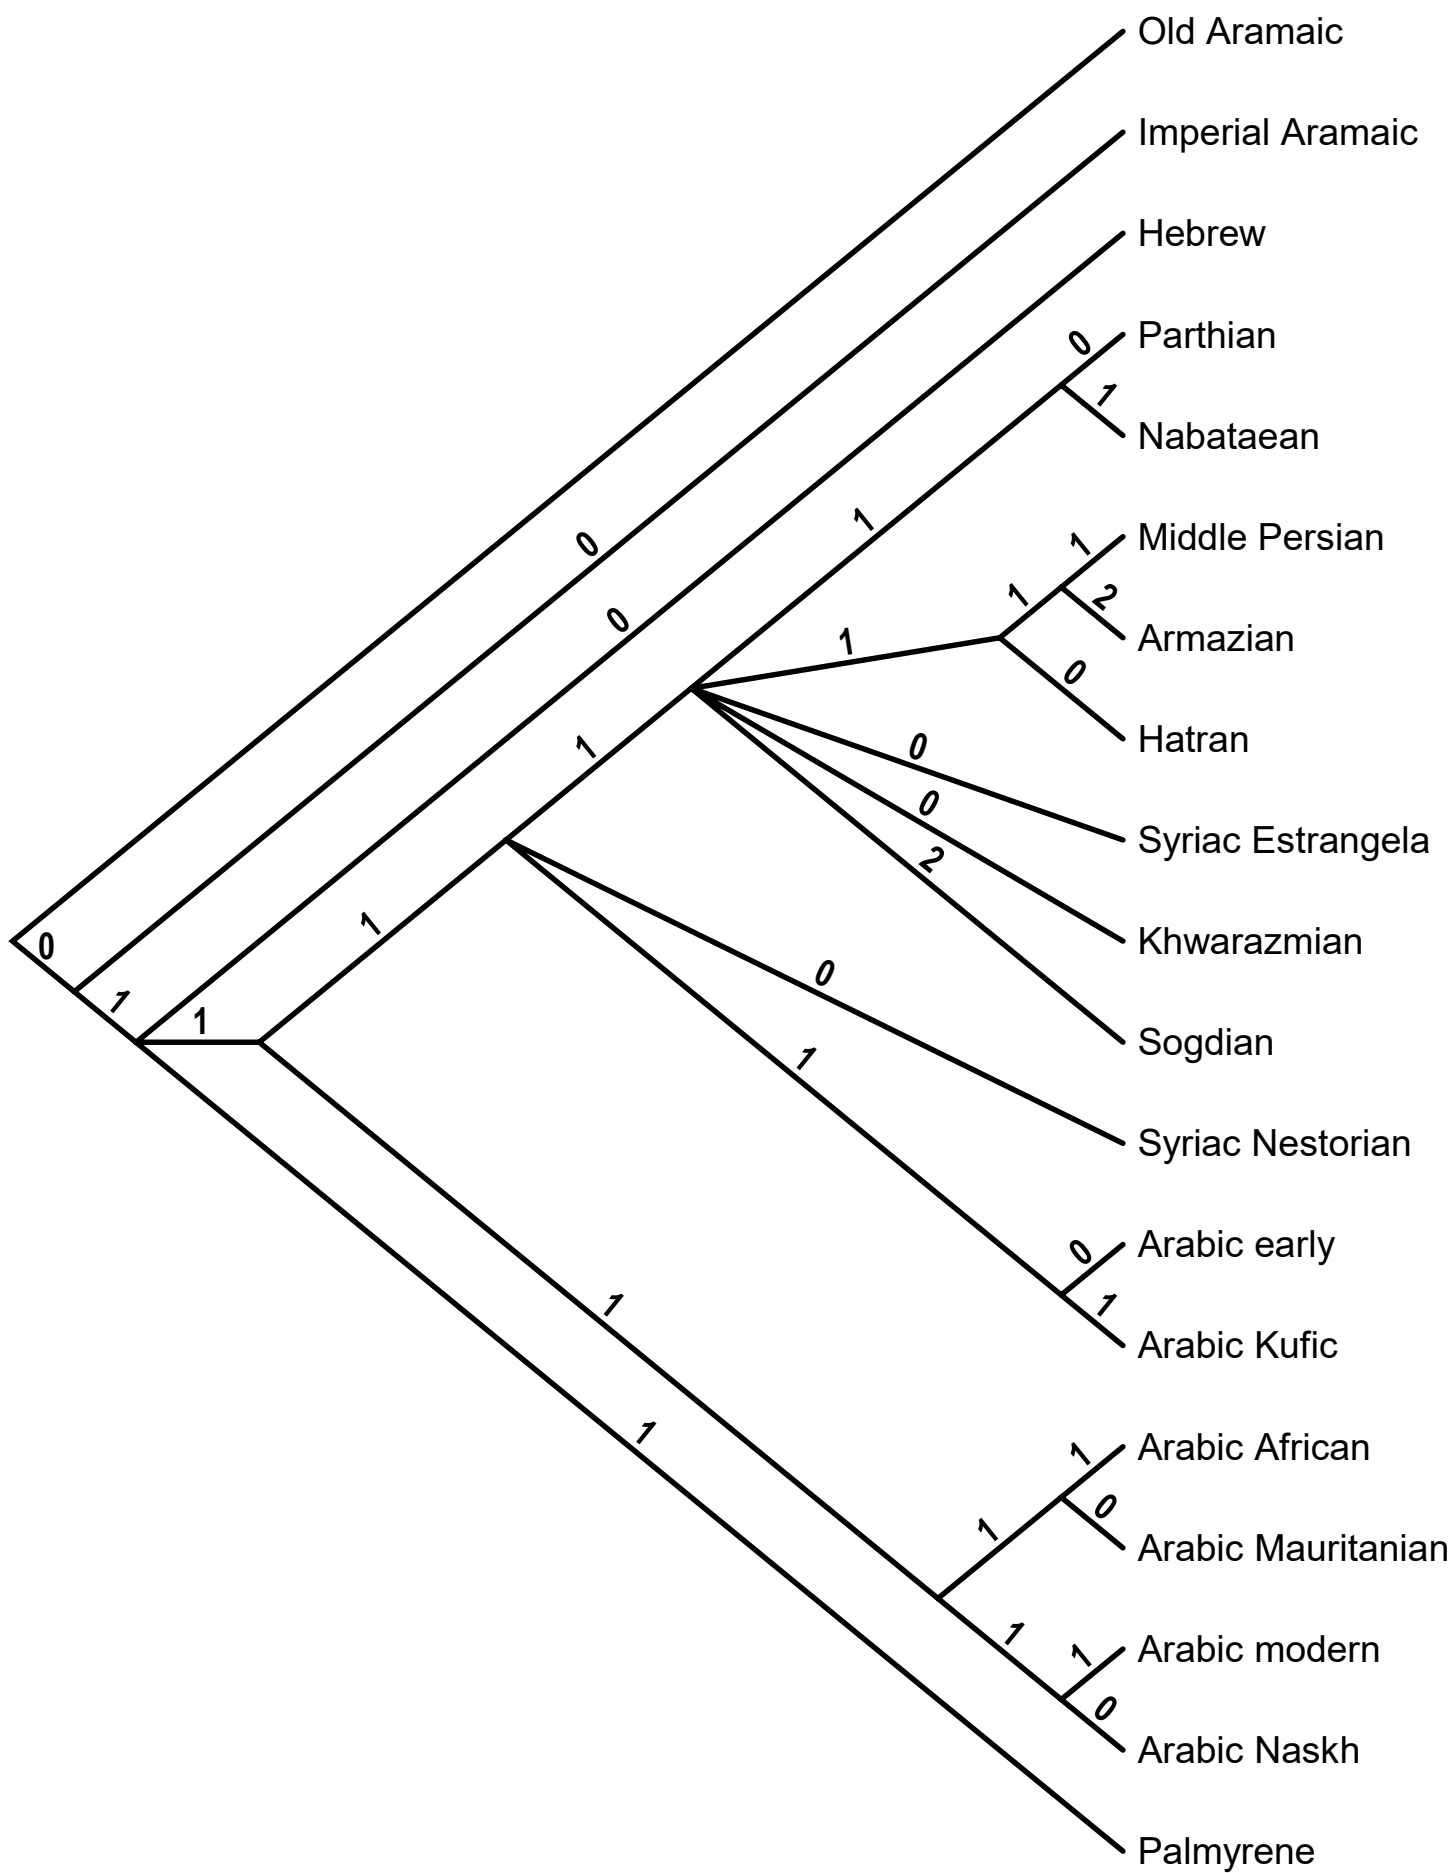 Old Aramaic
Imperial Aramaic
Hebrew
0
Parthian
1
Nabataean
1
0
1
Middle Persian
1
2
Armazian
0
1
0
Hatran
1
0
Syriac Estrangela
0
2
1
0
Khwarazmian
0
1
1
Sogdian
1
Syriac Nestorian
0
Arabic early
1
1
Arabic Kufic
1
1
Arabic African
0
1
Arabic Mauritanian
1
1
Arabic modern
0
Arabic Naskh
Palmyrene